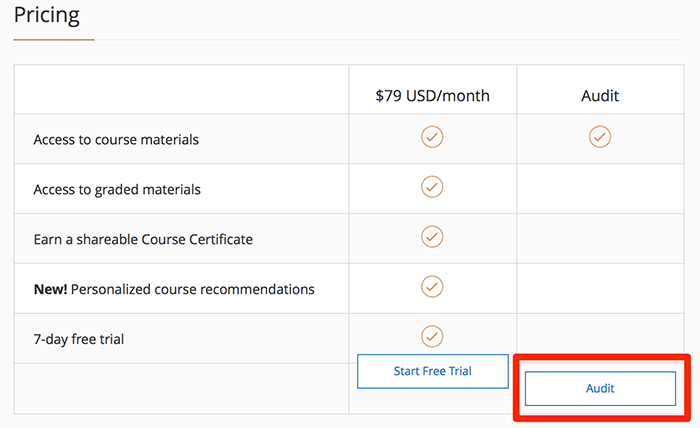 Pricing
$79 USD/month Audit
Access to course materials
Access to graded materials
Earn a shareable Course Certificate
New! Personalized course recommendations
7-day free trial
Start Free Trial
Audit